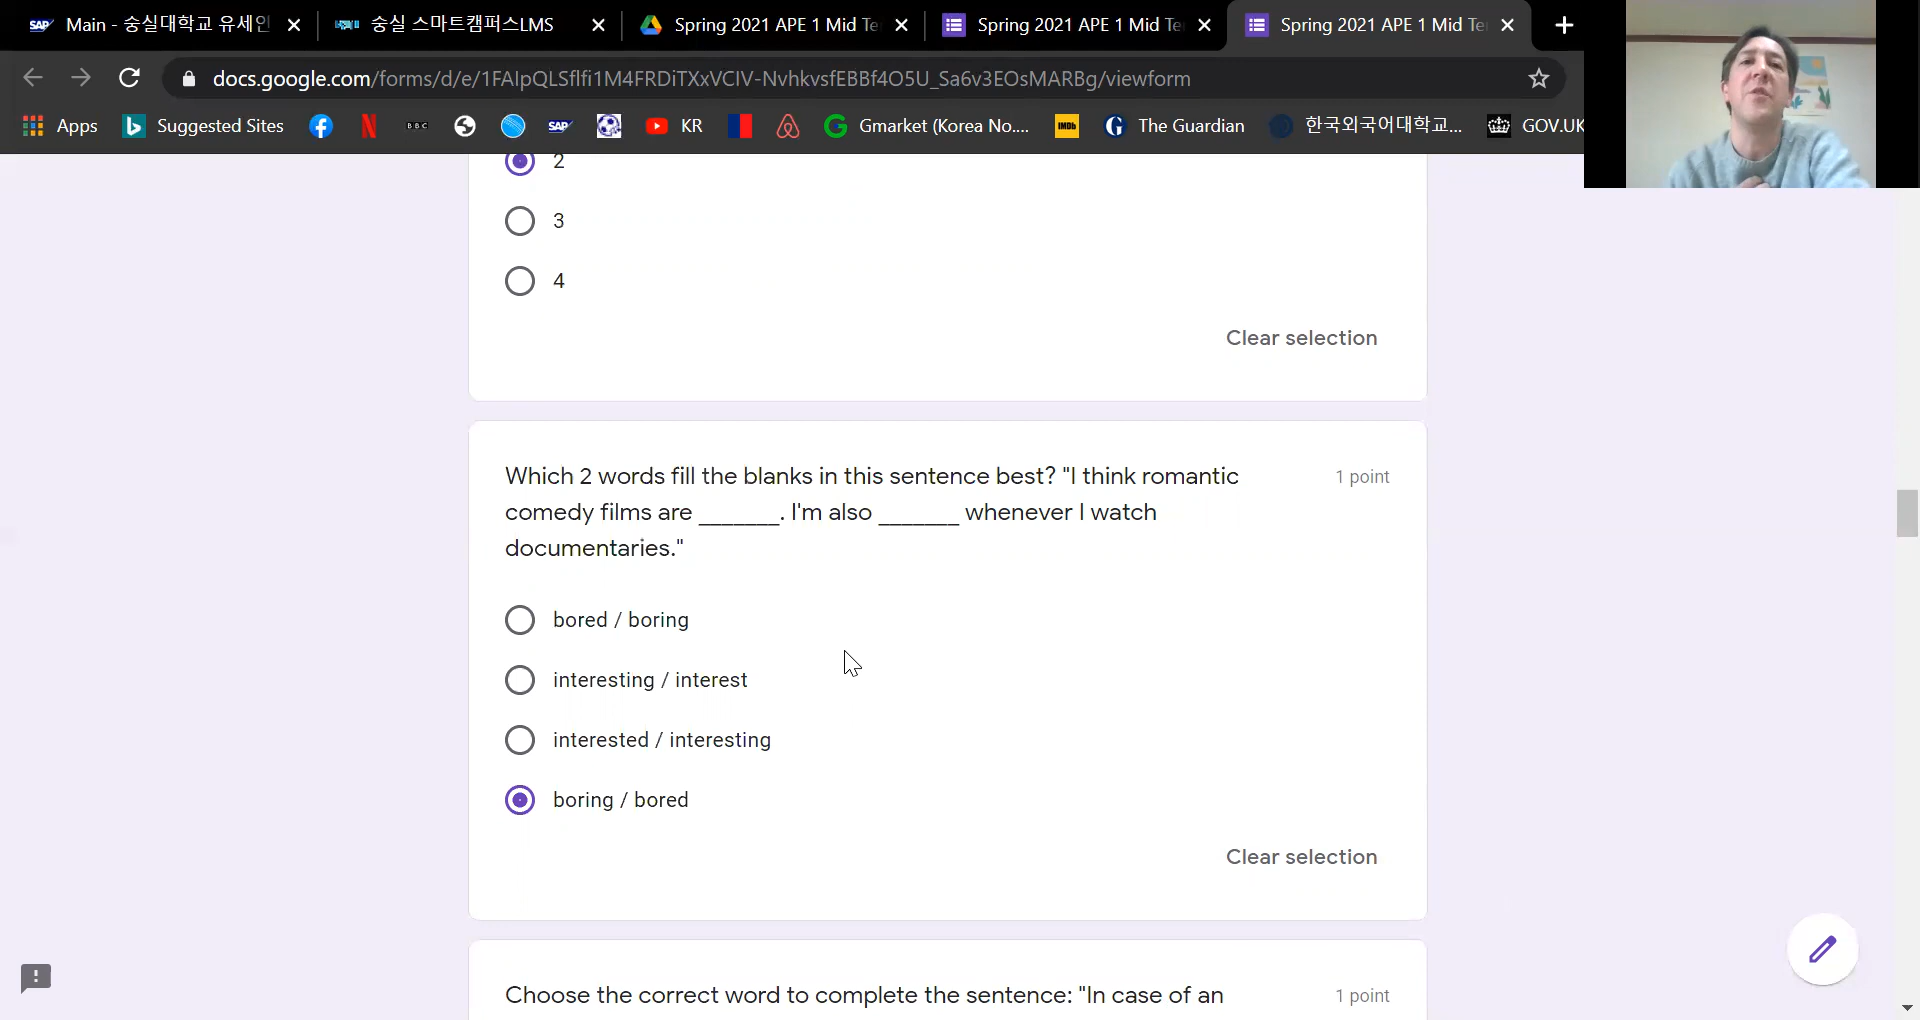 SAP Main - 숭실대학교 유세인
숭실 스마트캠퍼스LMS
Spring 2021 APE 1 Mid Te
Spring 2021 APE 1 Mid Te
Spring 2021 APE 1 Mid Te
docs.google.com/forms/d/e/1FAIpQLSflfi1M4FRDiTXxVCIV-NvhkvsfEBBf4O5U_Sa6v3EOsMARBg/viewform
Apps
Suggested Sites
BBC
SAP
KR
Gmarket (Korea No....
IMDb
The Guardian
한국외국어대학교...
GOV.UK
2
3
4
Clear selection
Which 2 words fill the blanks in this sentence best? "I think romantic
1 point
comedy films are _______. I'm also _______ whenever I watch
documentaries."
bored / boring
interesting / interest
interested / interesting
boring / bored
Clear selection
Choose the correct word to complete the sentence: "In case of an
1 point